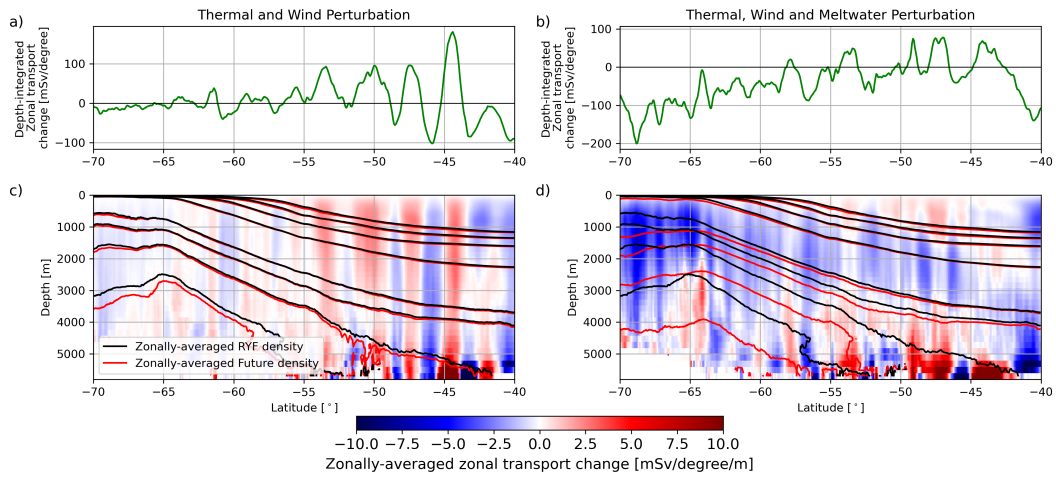 Thermal and Wind Perturbation
Thermal, Wind and Meltwater Perturbation
a)
Depth-integrated
Zonal transport
change [mSv/degree]
100
0
−100
−70
−65
−60
−55
−50
−45
−40
b)
Depth-integrated
Zonal transport
change [mSv/degree]
100
0
−100
−200
−70
−65
−60
−55
−50
−45
−40
c)
Depth [m]
0
1000
2000
3000
4000
5000
Zonally-averaged RYF density
Zonally-averaged Future density
−70
−65
−60
−55
−50
−45
−40
Latitude [°]
d)
Depth [m]
0
1000
2000
3000
4000
5000
−70
−65
−60
−55
−50
−45
−40
Latitude [°]
−10.0
−7.5
−5.0
−2.5
0.0
2.5
5.0
7.5
10.0
Zonally-averaged zonal transport change [mSv/degree/m]